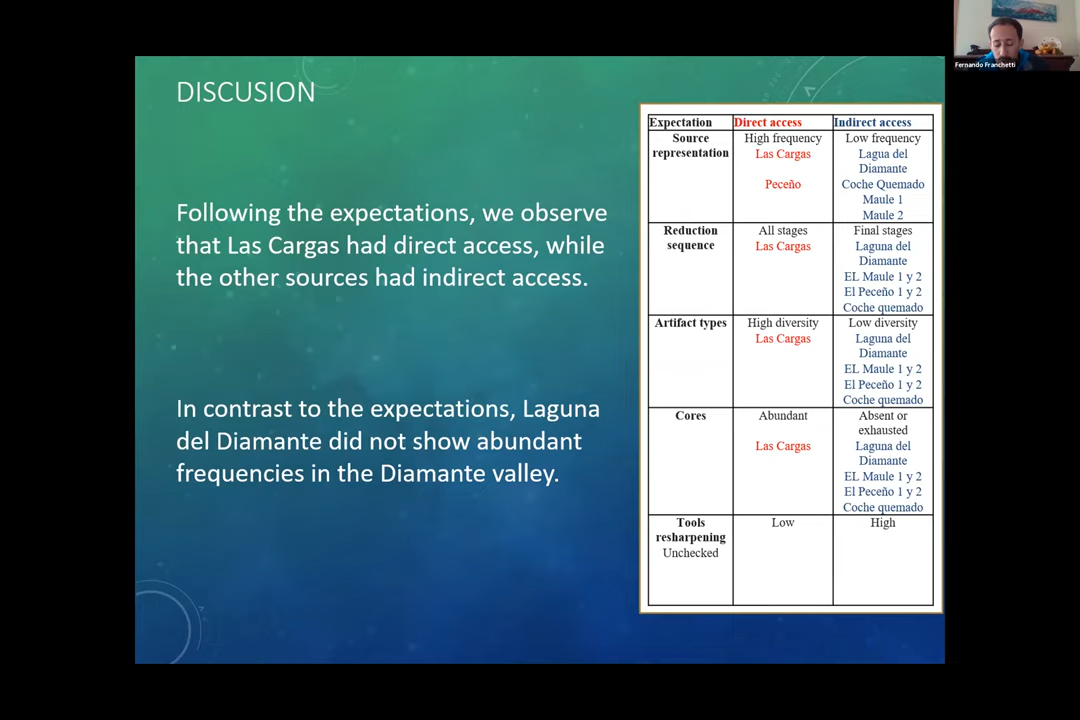 Fernando Franchetti
DISCUSION
Following the expectations, we observe
that Las Cargas had direct access, while
the other sources had indirect access.
In contrast to the expectations, Laguna
del Diamante did not show abundant
frequencies in the Diamante valley.
Expectation Direct access Indirect access
Source representation High frequency Las Cargas Peceño Low frequency Lagua del Diamante Coche Quemado Maule 1 Maule 2
Reduction sequence All stages Las Cargas Final stages Laguna del Diamante EL Maule 1 y 2 El Peceño 1 y 2 Coche quemado
Artifact types High diversity Las Cargas Low diversity Laguna del Diamante EL Maule 1 y 2 El Peceño 1 y 2 Coche quemado
Cores Abundant Las Cargas Absent or exhausted Laguna del Diamante EL Maule 1 y 2 El Peceño 1 y 2 Coche quemado
Tools resharpening Unchecked Low High